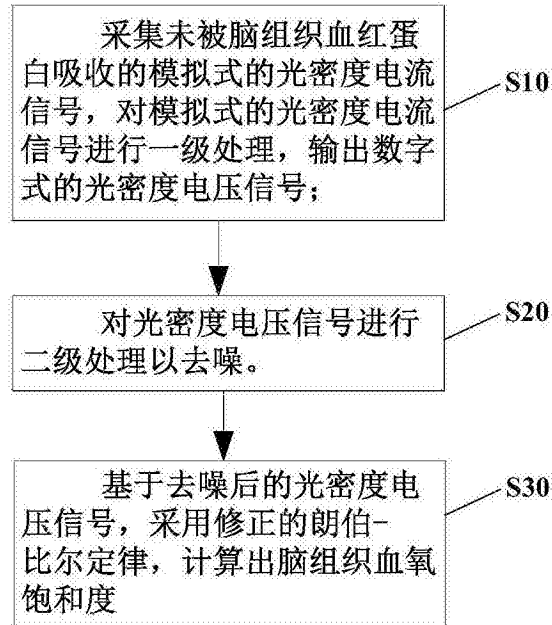 采集未被脑组织血红蛋
白吸收的模拟式的光密度电流
信号，对模拟式的光密度电流
信号进行一级处理，输出数字
式的光密度电压信号；
S10
对光密度电压信号进行
二级处理以去噪。
S20
基于去噪后的光密度电
压信号，采用修正的朗伯-
比尔定律，计算出脑组织血氧
饱和度
S30